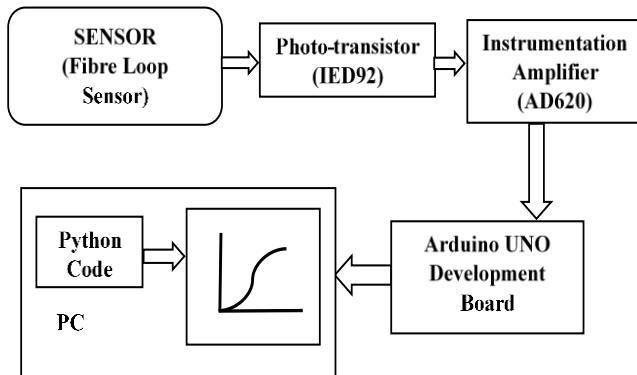 SENSOR
(Fibre Loop
Sensor)
Photo-transistor
(IED92)
Instrumentation
Amplifier
(AD620)
Arduino UNO
Development
Board
Python
Code
PC